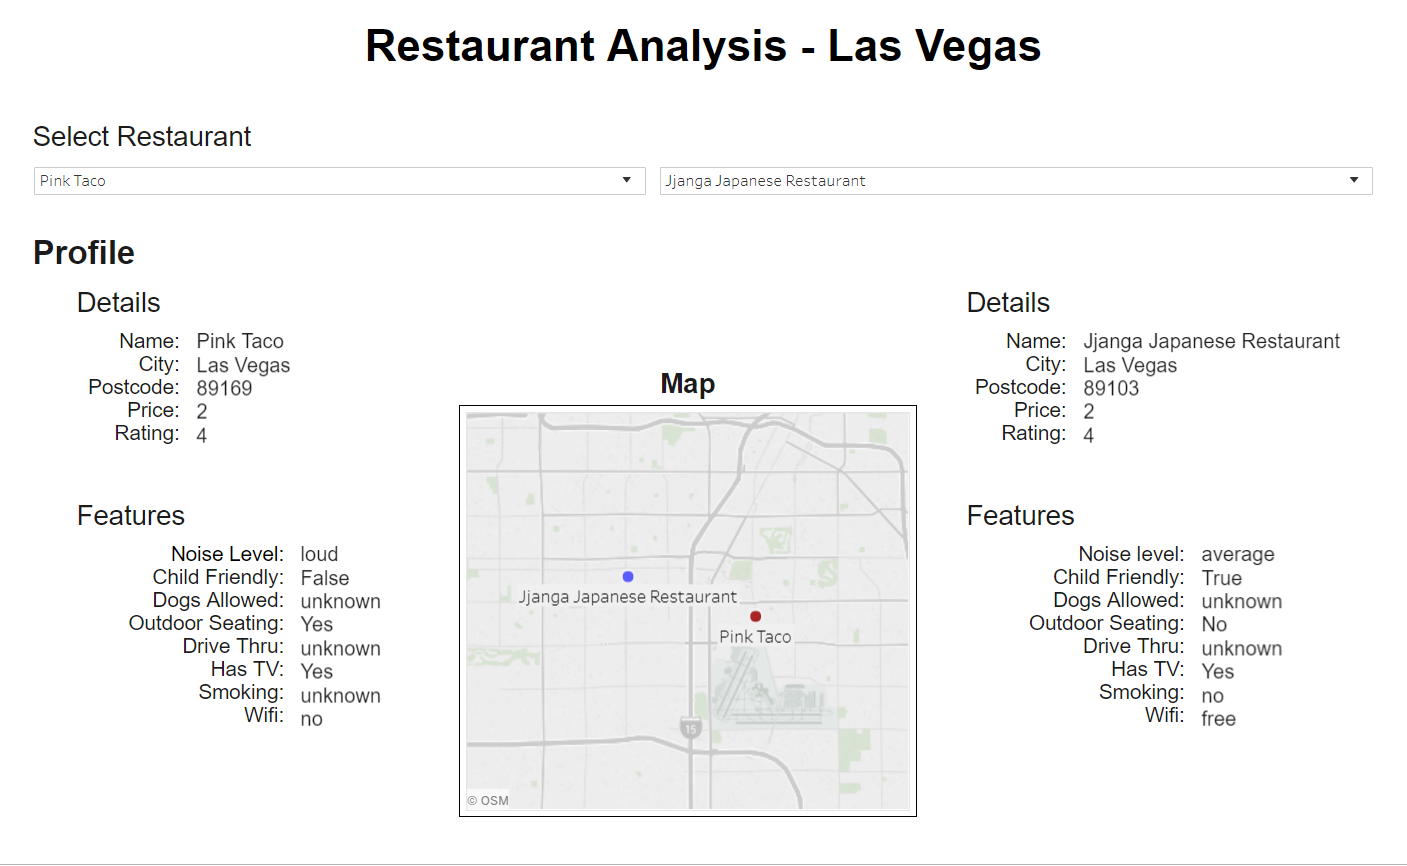 Restaurant Analysis - Las Vegas
Select Restaurant
Pink Taco
Jjanga Japanese Restaurant
Profile
Details
Name: Pink Taco
City: Las Vegas
Postcode: 89169
Price: 2
Rating: 4
Features
Noise Level: loud
Child Friendly: False
Dogs Allowed: unknown
Outdoor Seating: Yes
Drive Thru: unknown
Has TV: Yes
Smoking: unknown
Wifi: no
Map
Jjanga Japanese Restaurant
Pink Taco
15
© OSM
Details
Name: Jjanga Japanese Restaurant
City: Las Vegas
Postcode: 89103
Price: 2
Rating: 4
Features
Noise level: average
Child Friendly: True
Dogs Allowed: unknown
Outdoor Seating: No
Drive Thru: unknown
Has TV: Yes
Smoking: no
Wifi: free